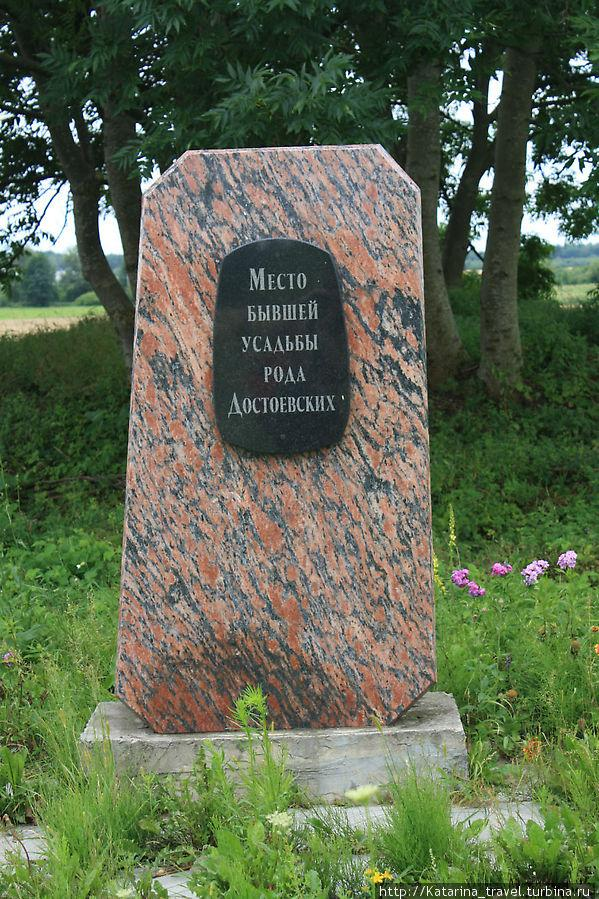 Место
бывшей
усадьбы
рода
Достоевских
http://Katarina_travel.turbina.ru